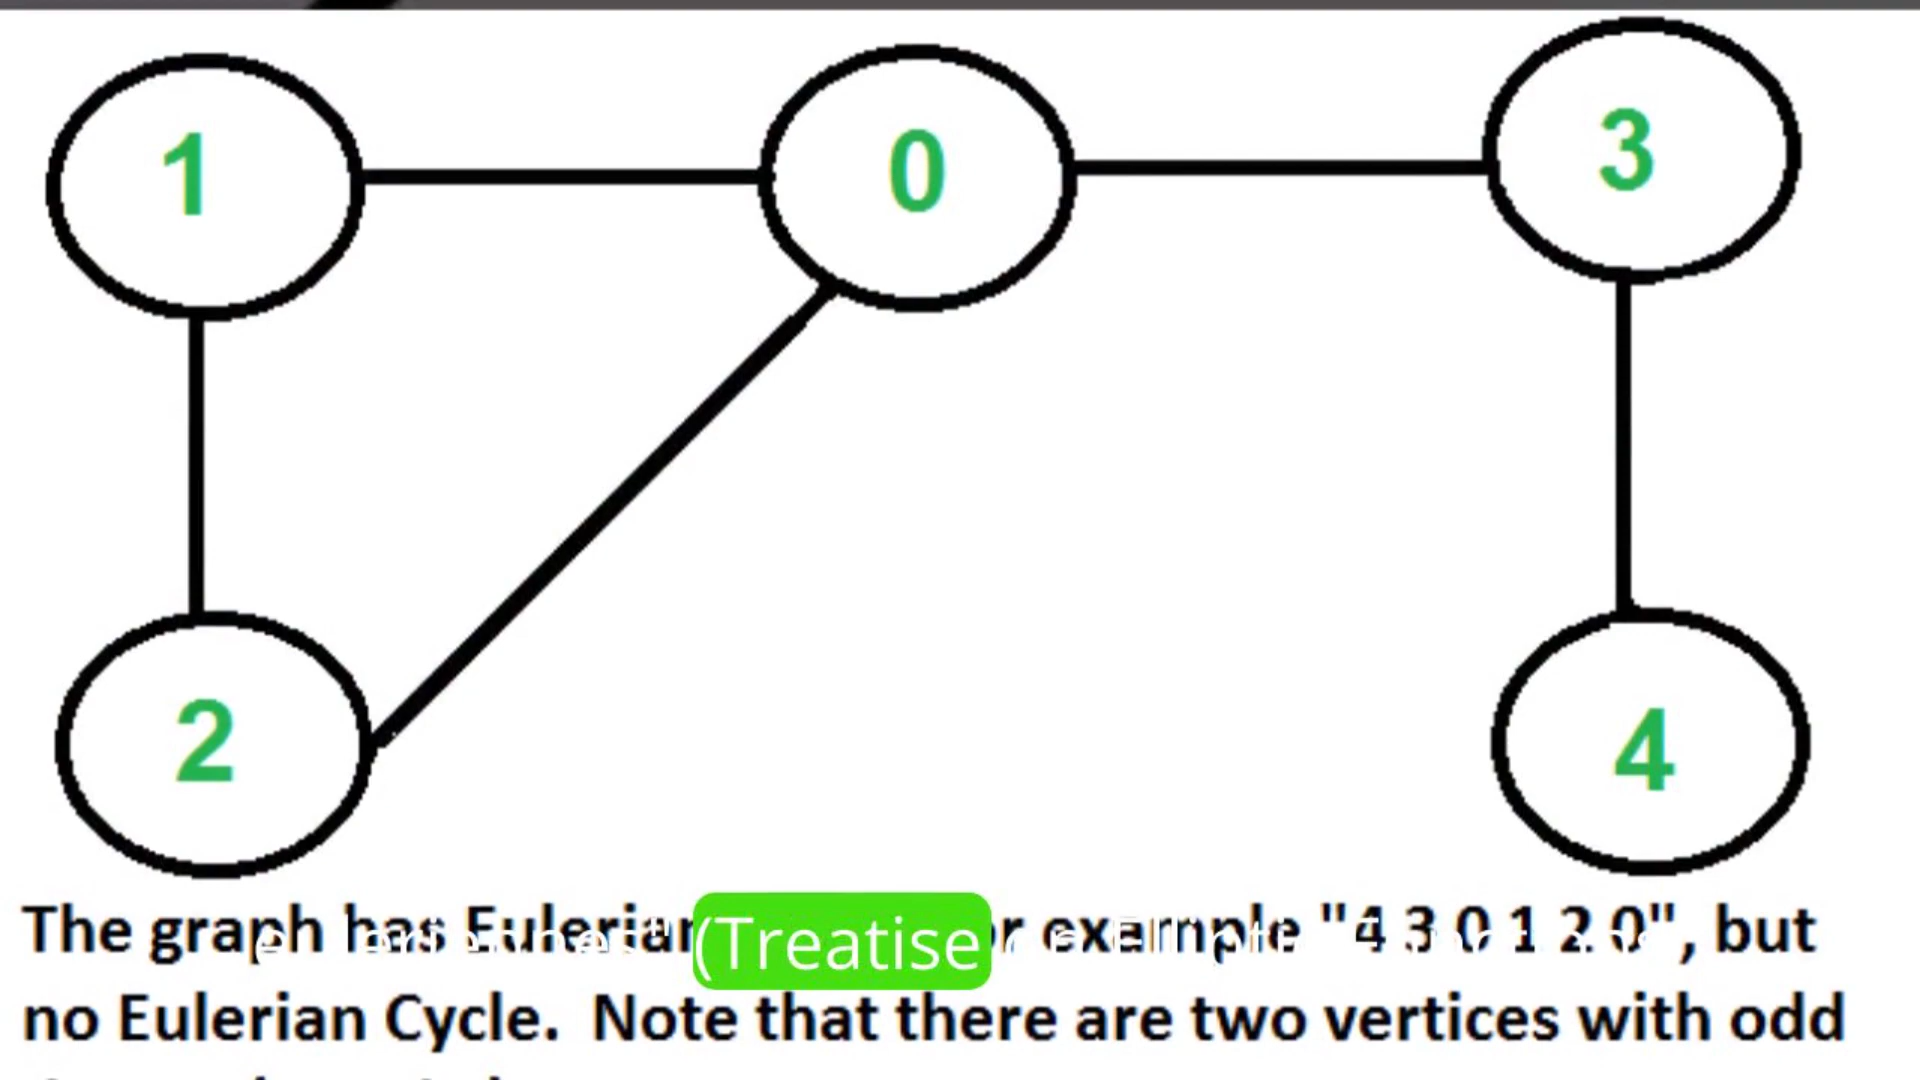 1 0 3
2 4
The graph has Eulerian example "4 3 0 1 2 0", but
(Treatise
no Eulerian Cycle. Note that there are two vertices with odd